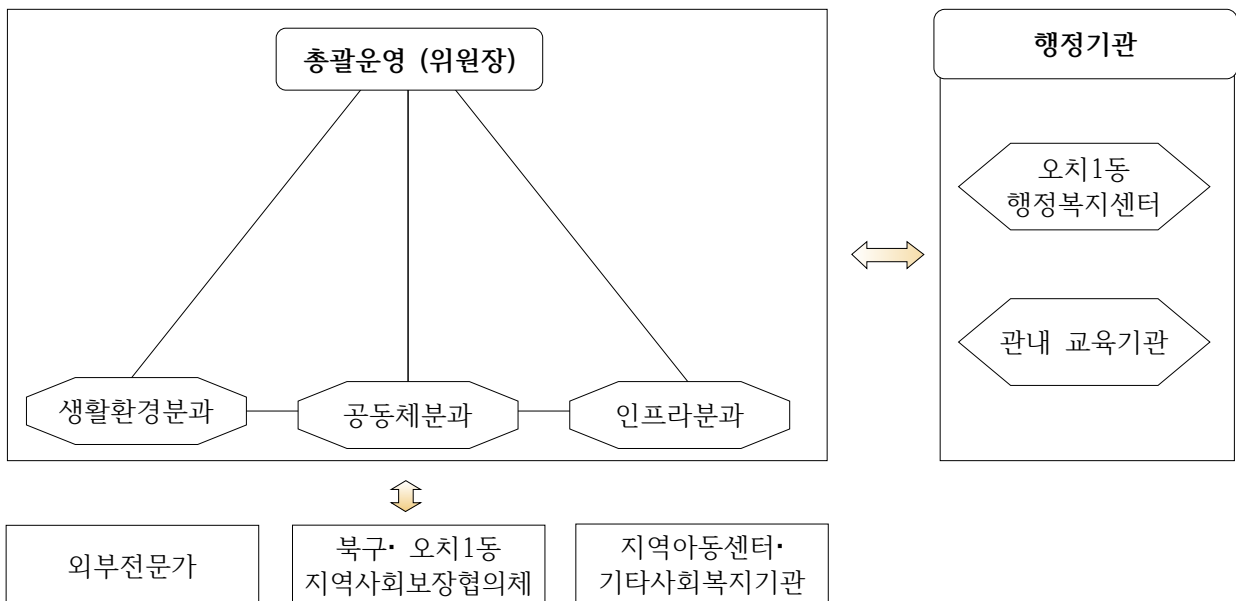 총괄운영 (위원장)
생활환경분과
공동체분과
인프라분과
행정기관
오치1동
행정복지센터
관내 교육기관
외부전문가
북구· 오치1동
지역사회보장협의체
지역아동센터·
기타사회복지기관